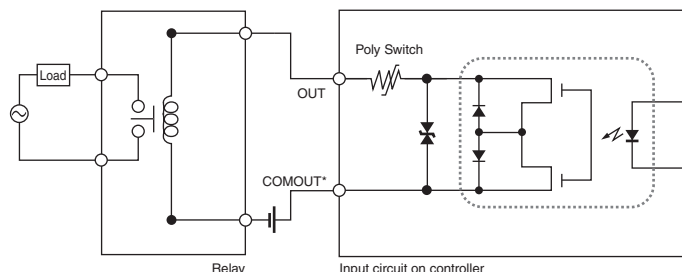 Load
Poly Switch
OUT
COMOUT*
Relay
Input circuit on controller